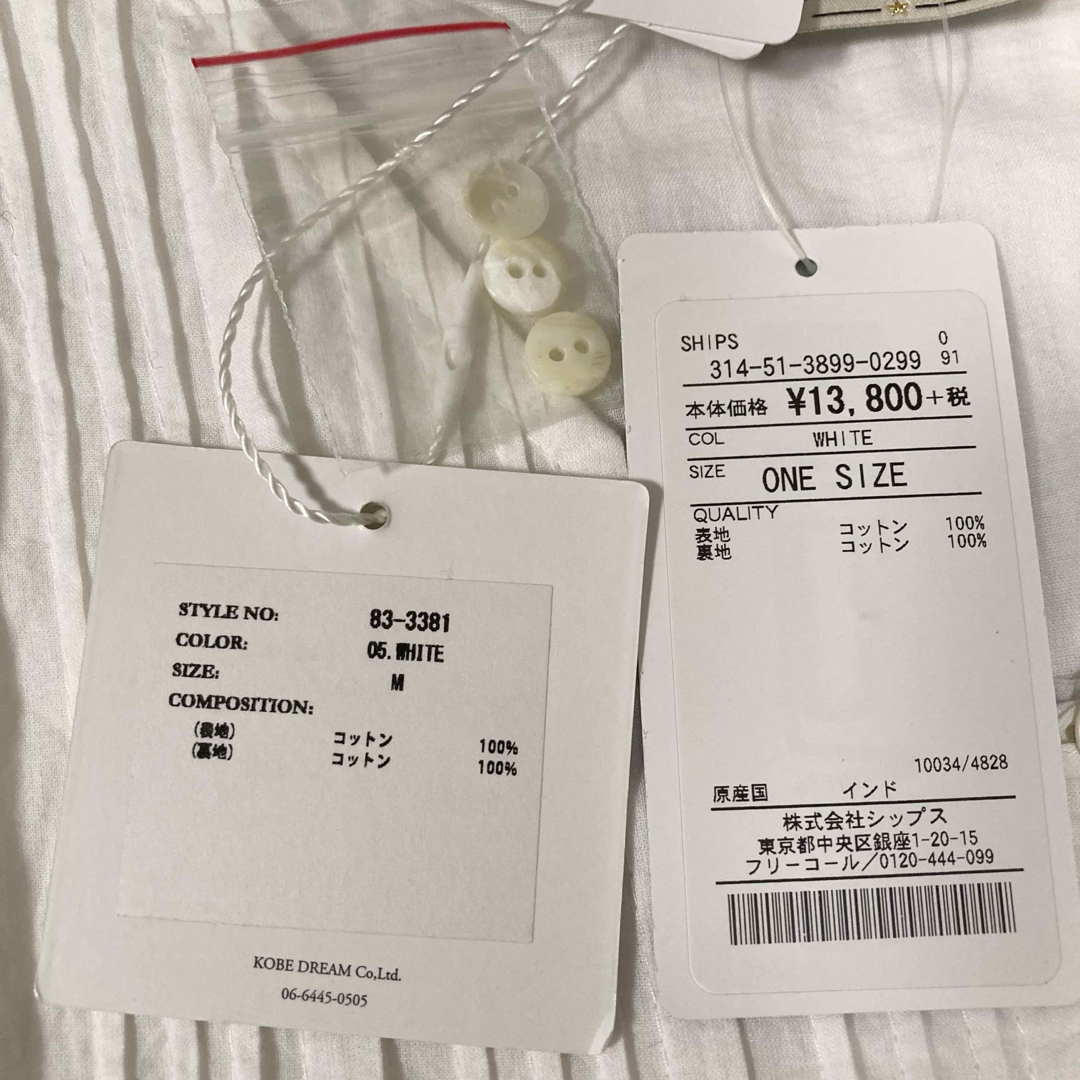 SHIPS 0
314-51-3899-0299 91
本体価格 ¥13,800+税
COL WHITE
SIZE ONE SIZE
QUALITY
表地 コットン 100%
裏地 コットン 100%
10034/4828
原産国 インド
株式会社シップス
東京都中央区銀座1-20-15
フリーコール/0120-444-099
STYLE NO: 83-3381
COLOR: 05.WHITE
SIZE: M
COMPOSITION:
(表地) コットン 100%
(裏地) コットン 100%
KOBE DREAM Co,Ltd.
06-6445-0505